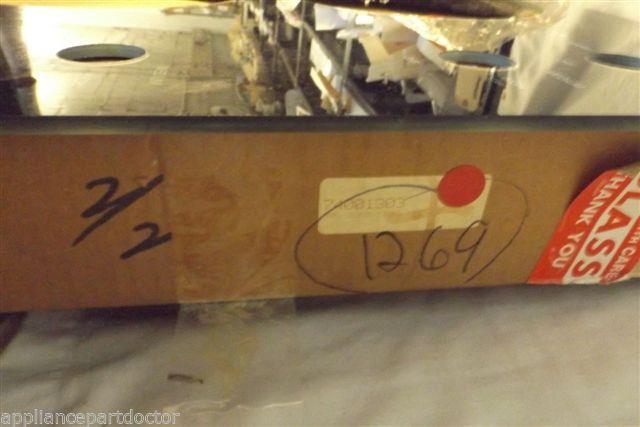 2/2
74001303
1269
GLASS
THANK YOU
appliancepartdoctor